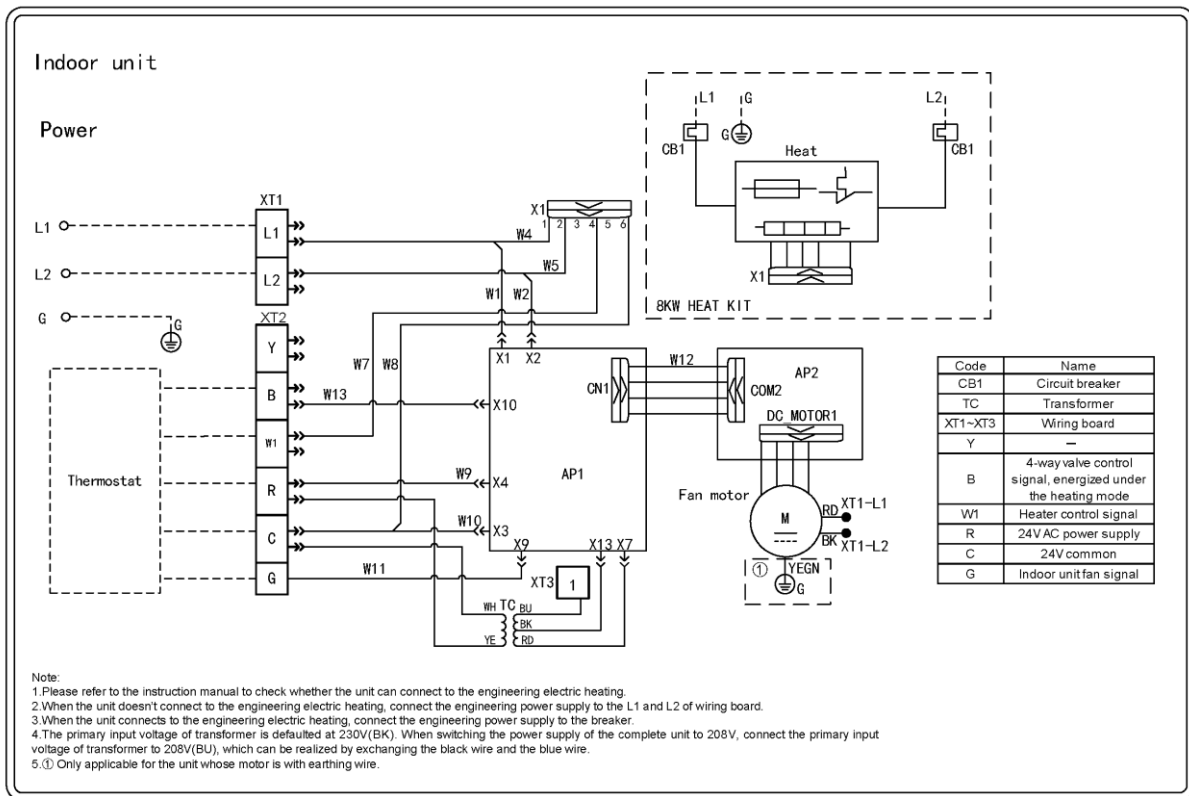 Indoor unit
Power
L1
L2
G
G
XT1
L1
L2
XT2
Y
B
W1
R
C
G
Thermostat
W4
W5
W1
W2
W7
W8
W13
W9
W10
W11
X1
1 2 3 4 5 6
X1 X2
X10
X4
X3
AP1
X9 X13 X7
CN1
W12
COM2
AP2
DC_MOTOR1
Fan motor
M
RD XT1-L1
BK XT1-L2
① YEGN
G
XT3
1
WH TC BU
BK
YE RD
L1 G L2
CB1 G CB1
Heat
X1
8KW HEAT KIT
Code Name
CB1 Circuit breaker
TC Transformer
XT1~XT3 Wiring board
Y —
B 4-way valve control
signal, energized under
the heating mode
W1 Heater control signal
R 24V AC power supply
C 24V common
G Indoor unit fan signal
Note:
1.Please refer to the instruction manual to check whether the unit can connect to the engineering electric heating.
2.When the unit doesn't connect to the engineering electric heating, connect the engineering power supply to the L1 and L2 of wiring board.
3.When the unit connects to the engineering electric heating, connect the engineering power supply to the breaker.
4.The primary input voltage of transformer is defaulted at 230V(BK). When switching the power supply of the complete unit to 208V, connect the primary input
voltage of transformer to 208V(BU), which can be realized by exchanging the black wire and the blue wire.
5.① Only applicable for the unit whose motor is with earthing wire.